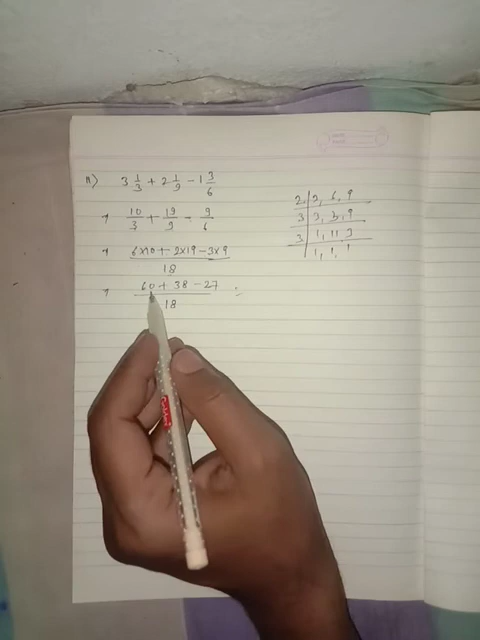 11) 3 1/3 + 2 1/9 - 1 3/6
→ 10/3 + 19/9 - 9/6
→ 6×10 + 2×19 - 3×9 / 18
→ 60 + 38 - 27 / 18 =
2 | 2, 6, 9
3 | 3, 3, 9
3 | 1, 1, 3
1, 1, 1